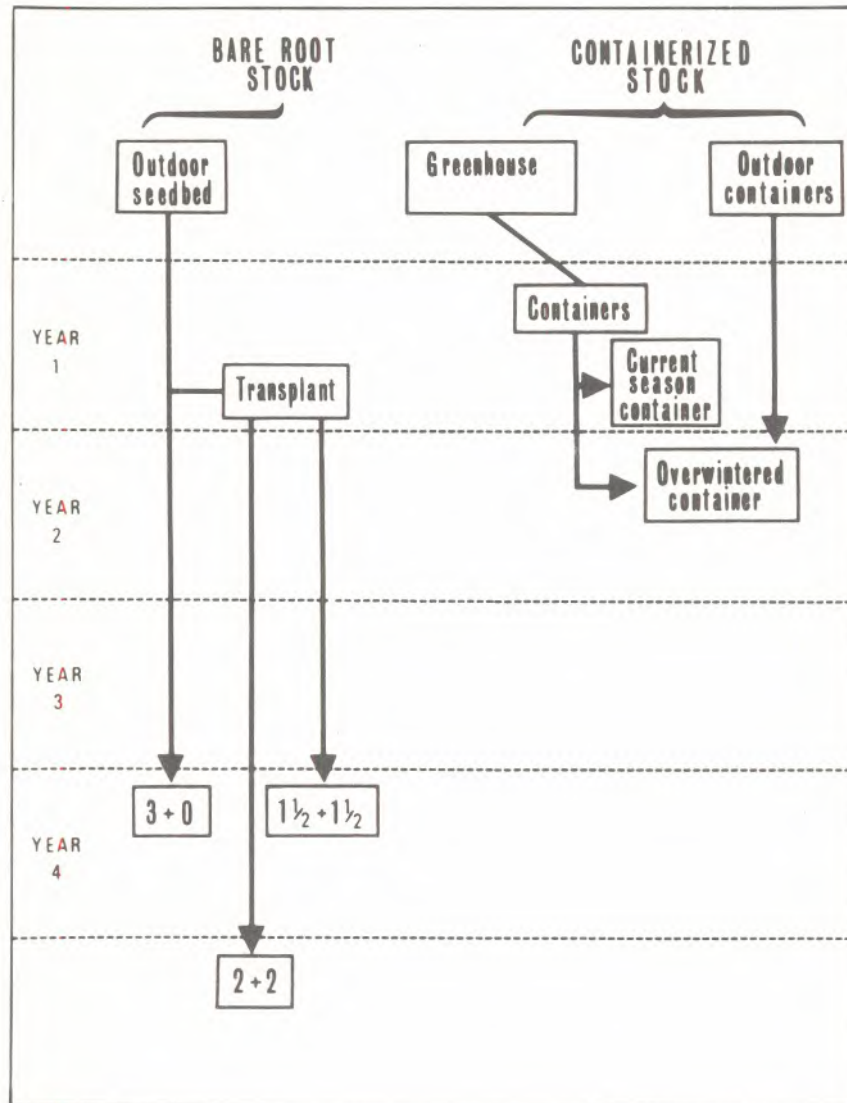 BARE ROOT
STOCK
CONTAINERIZED
STOCK
Outdoor
seedbed
Greenhouse
Outdoor
containers
YEAR
1
Containers
Current
season
container
Transplant
YEAR
2
Overwintered
container
YEAR
3
YEAR
4
3+0
1½+1½
2+2